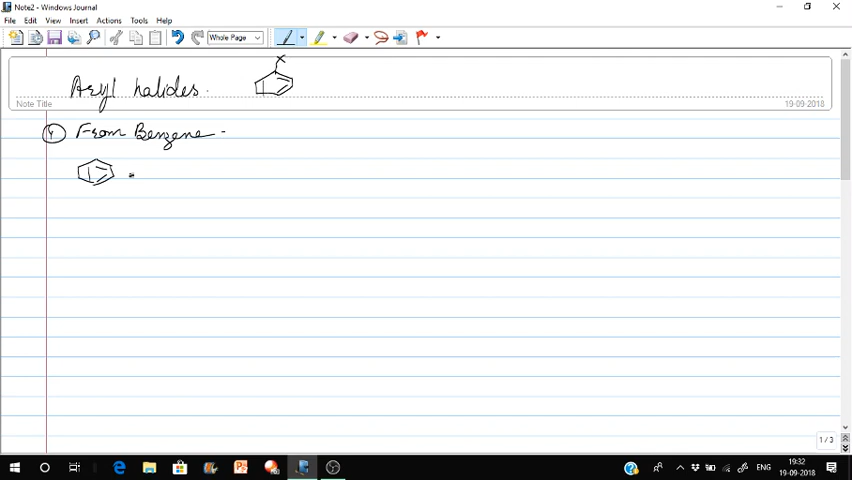 Note2 - Windows Journal
File Edit View Insert Actions Tools Help
Whole Page
X
Aryl halides.
Note Title
19-09-2018
1 From Benzene -
1 / 3
ENG
19:32
19-09-2018